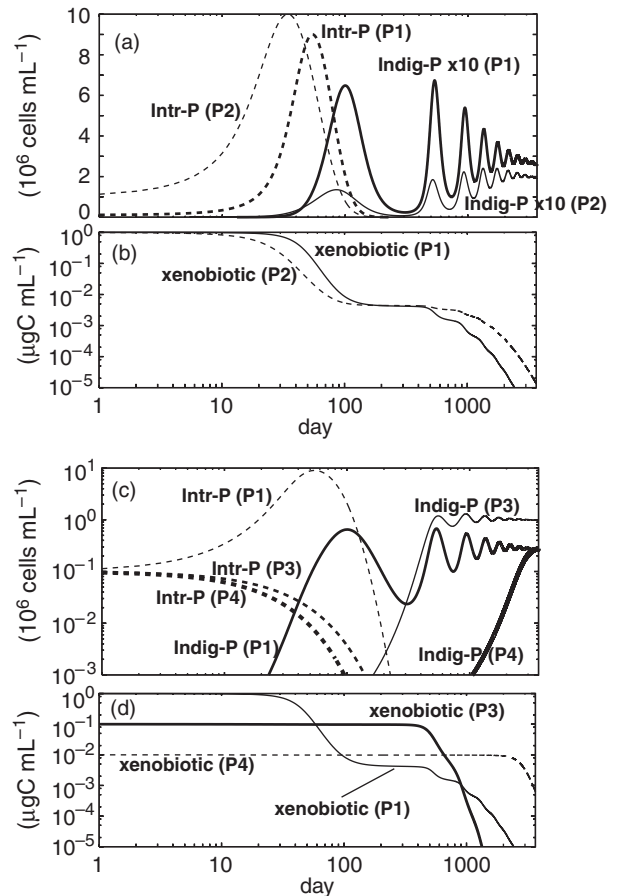 (a)
Intr-P (P1)
Indig-P x10 (P1)
Intr-P (P2)
Indig-P x10 (P2)
10
8
6
4
2
0
(10⁶ cells mL⁻¹)
(b)
xenobiotic (P1)
xenobiotic (P2)
10⁰
10⁻¹
10⁻²
10⁻³
10⁻⁴
10⁻⁵
(µgC mL⁻¹)
1 10 100 1000
day
(c)
Intr-P (P1)
Indig-P (P3)
Intr-P (P3)
Intr-P (P4)
Indig-P (P1)
Indig-P (P4)
10¹
10⁰
10⁻¹
10⁻²
10⁻³
(10⁶ cells mL⁻¹)
(d)
xenobiotic (P3)
xenobiotic (P4)
xenobiotic (P1)
10⁰
10⁻¹
10⁻²
10⁻³
10⁻⁴
10⁻⁵
(µgC mL⁻¹)
1 10 100 1000
day